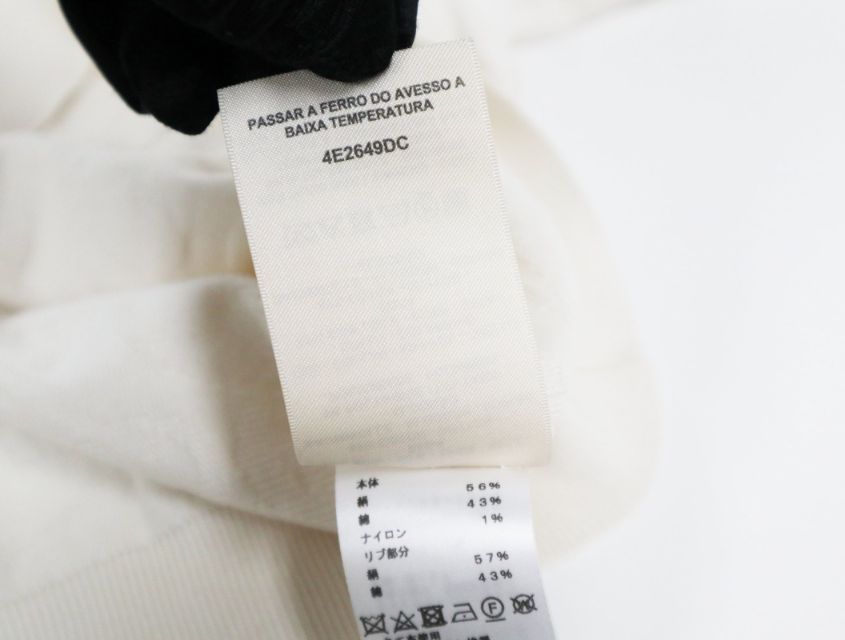 PASSAR A FERRO DO AVESSO A
BAIXA TEMPERATURA
4E2649DC
本体
絹 56%
綿 43%
ナイロン 1%
リブ部分
絹 57%
綿 43%
F
W